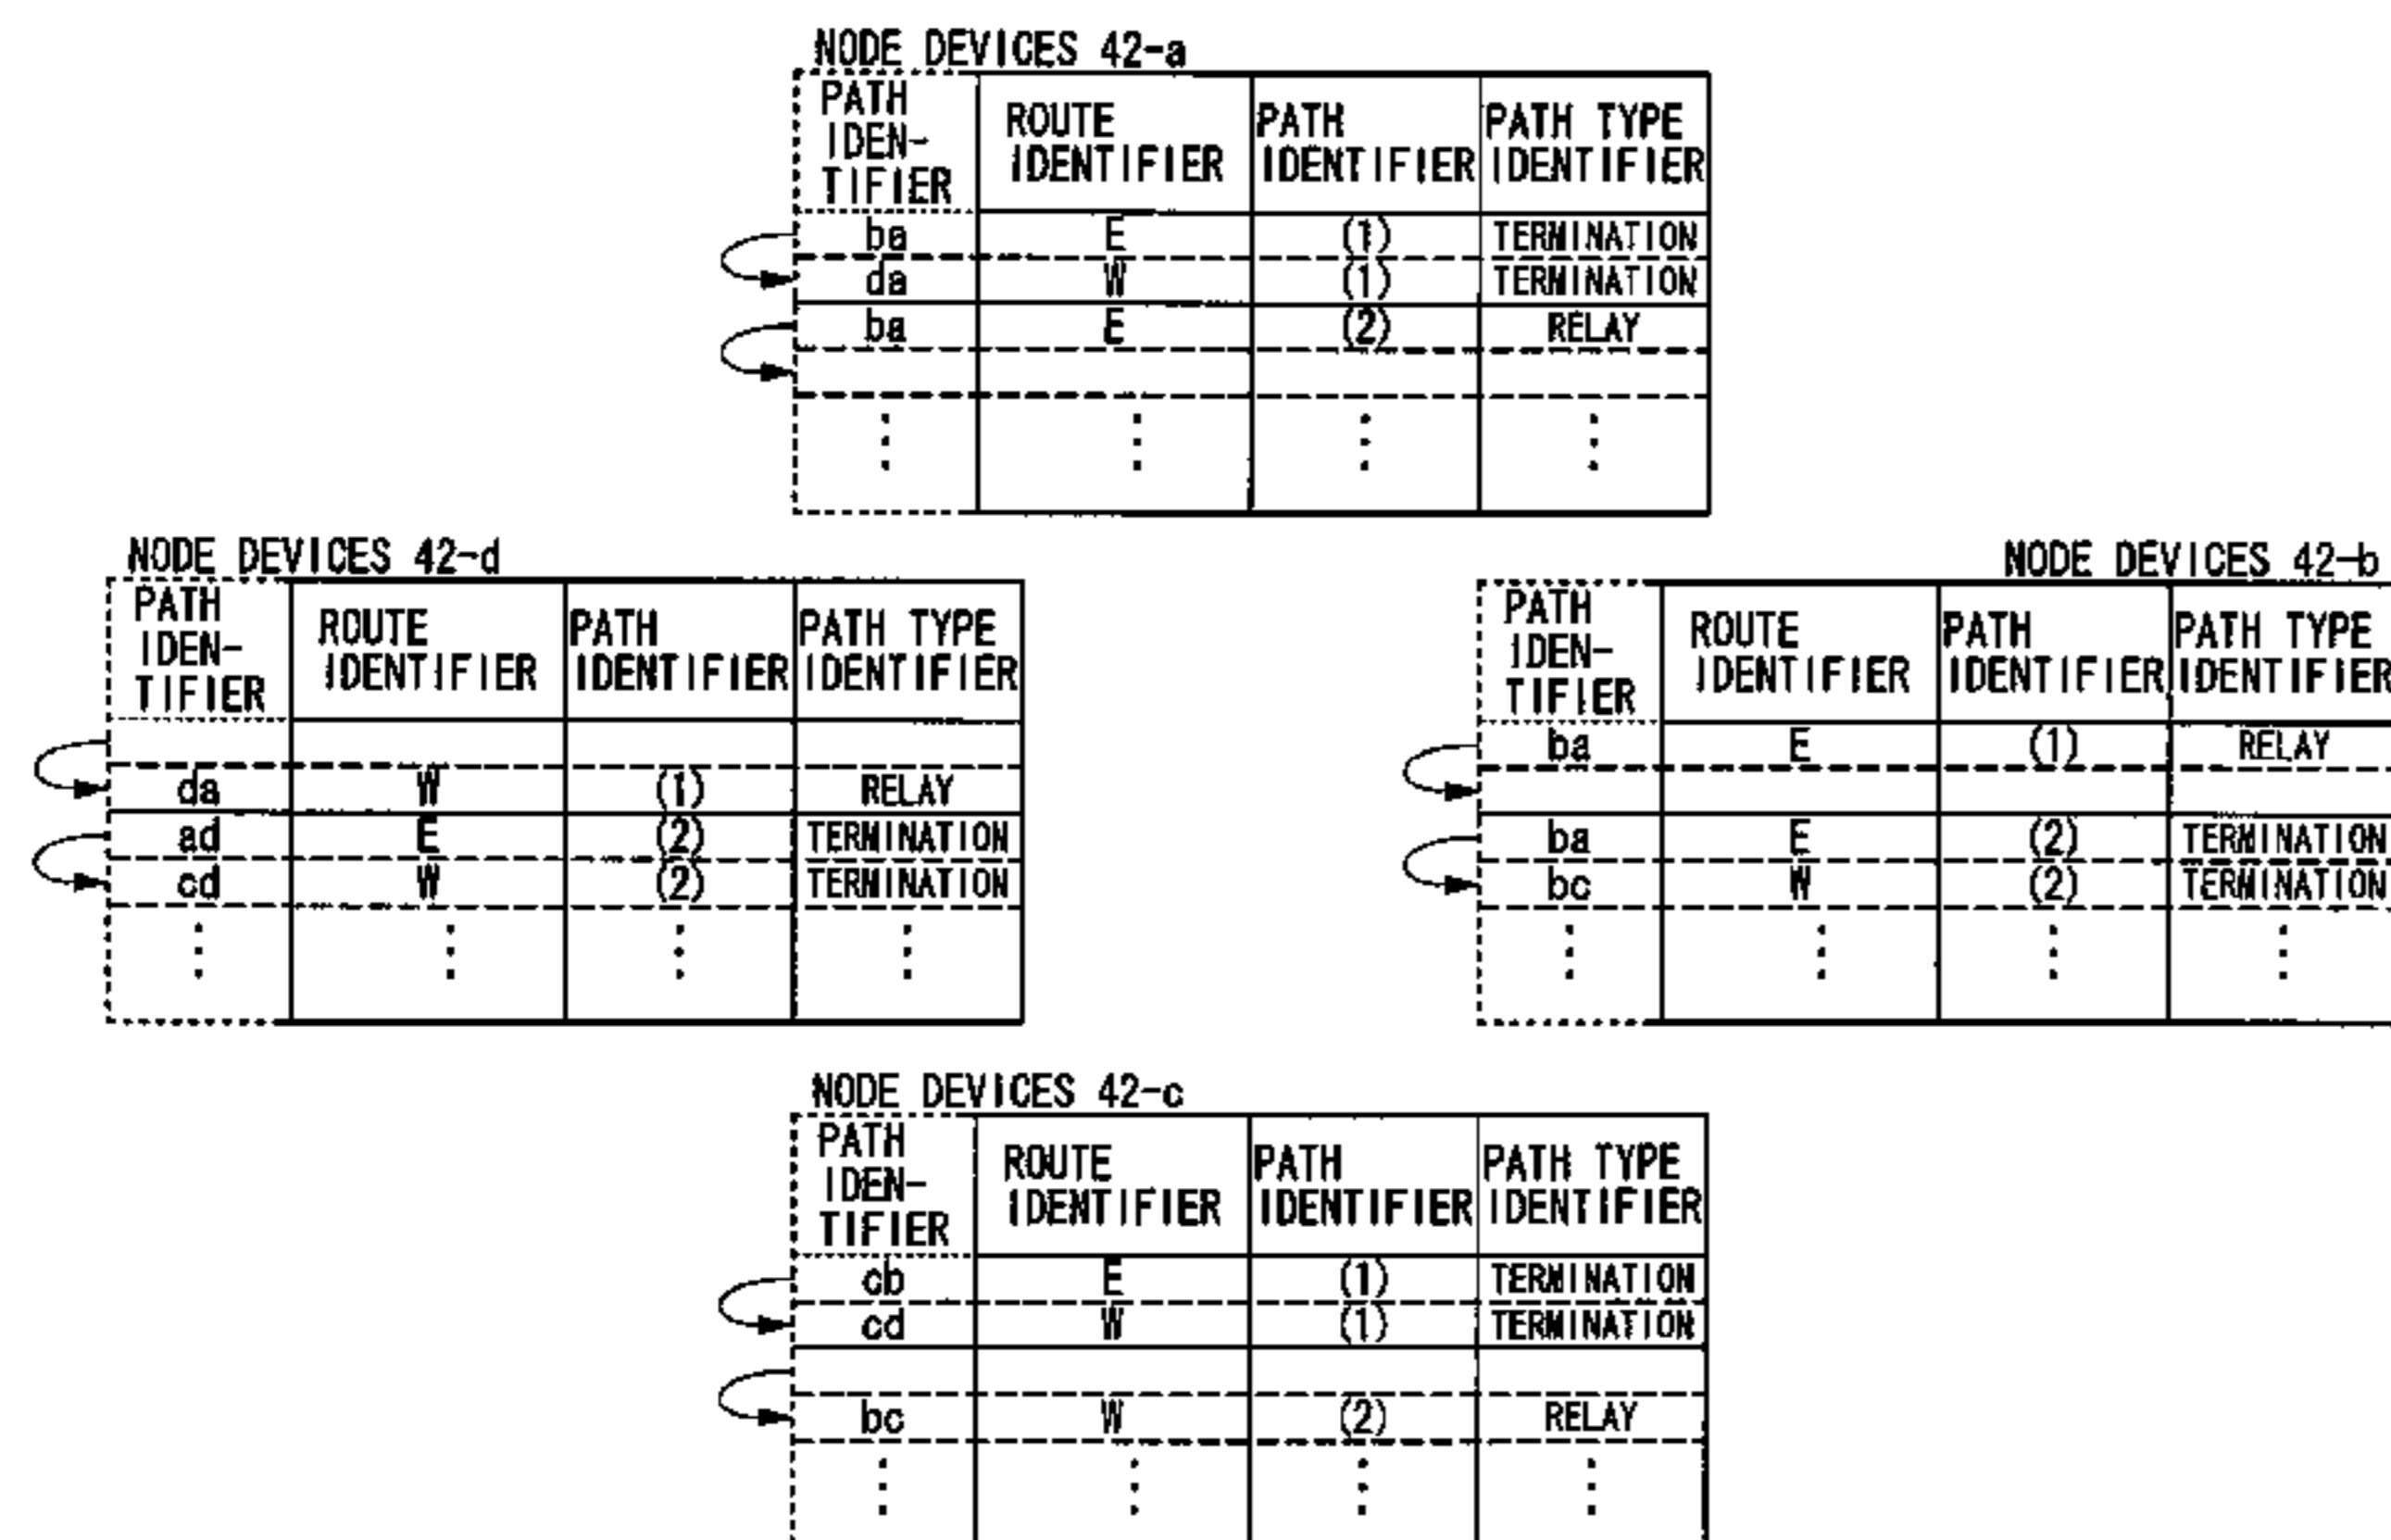 NODE DEVICES 42-a
PATH IDEN- TIFIER ROUTE IDENTIFIER PATH IDENTIFIER PATH TYPE IDENTIFIER
ba E (1) TERMINATION
da W (1) TERMINATION
ba E (2) RELAY
NODE DEVICES 42-d
PATH IDEN- TIFIER ROUTE IDENTIFIER PATH IDENTIFIER PATH TYPE IDENTIFIER
da W (1) RELAY
ad E (2) TERMINATION
cd W (2) TERMINATION
NODE DEVICES 42-b
PATH IDEN- TIFIER ROUTE IDENTIFIER PATH IDENTIFIER PATH TYPE IDENTIFIER
ba E (1) RELAY
ba E (2) TERMINATION
bc W (2) TERMINATION
NODE DEVICES 42-c
PATH IDEN- TIFIER ROUTE IDENTIFIER PATH IDENTIFIER PATH TYPE IDENTIFIER
cb E (1) TERMINATION
cd W (1) TERMINATION
bc W (2) RELAY